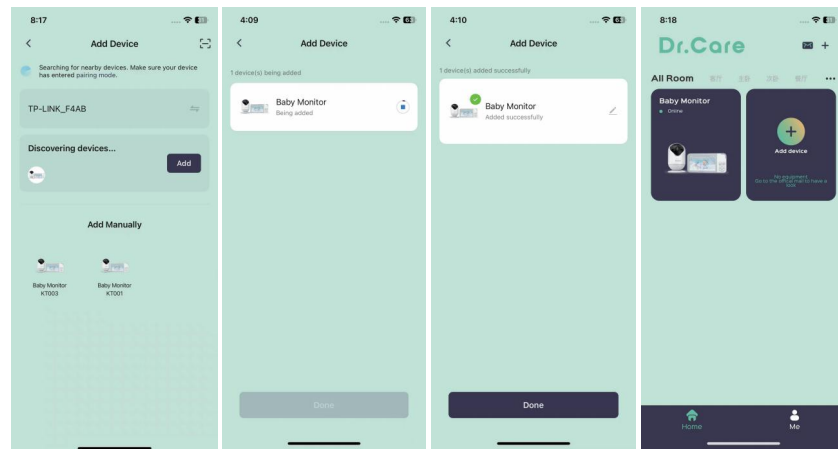 8:17
Add Device
Searching for nearby devices. Make sure your device
has entered pairing mode.
TP-LINK_F4AB
Discovering devices...
Add
Add Manually
Baby Monitor
KT003
Baby Monitor
KT001
4:09
Add Device
1 device(s) being added
Baby Monitor
Being added
Done
4:10
Add Device
1 device(s) added successfully
Baby Monitor
Added successfully
Done
8:18
Dr.Care
All Room
Baby Monitor
Online
Add device
No equipment
Go to the official mall to have a
Home
Me